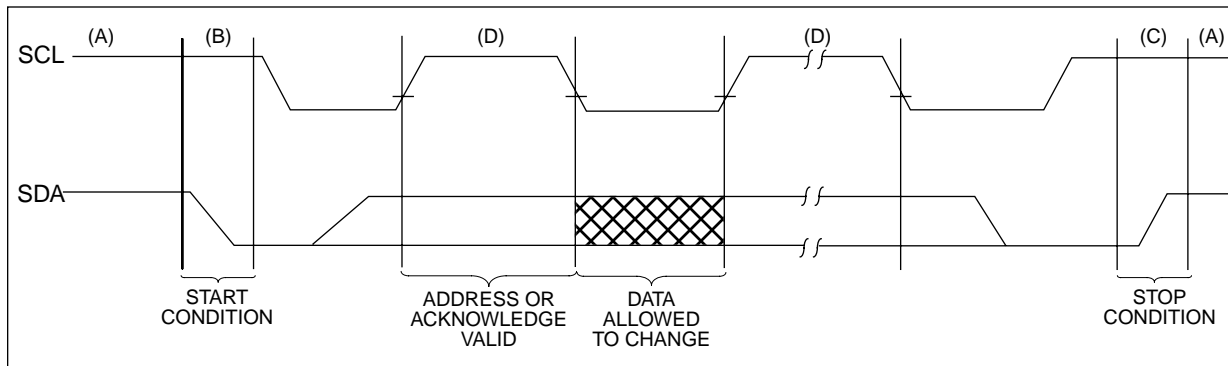 (A) (B) (D) (D) (C) (A)
SCL
SDA
START
CONDITION
ADDRESS OR
ACKNOWLEDGE
VALID
DATA
ALLOWED
TO CHANGE
STOP
CONDITION